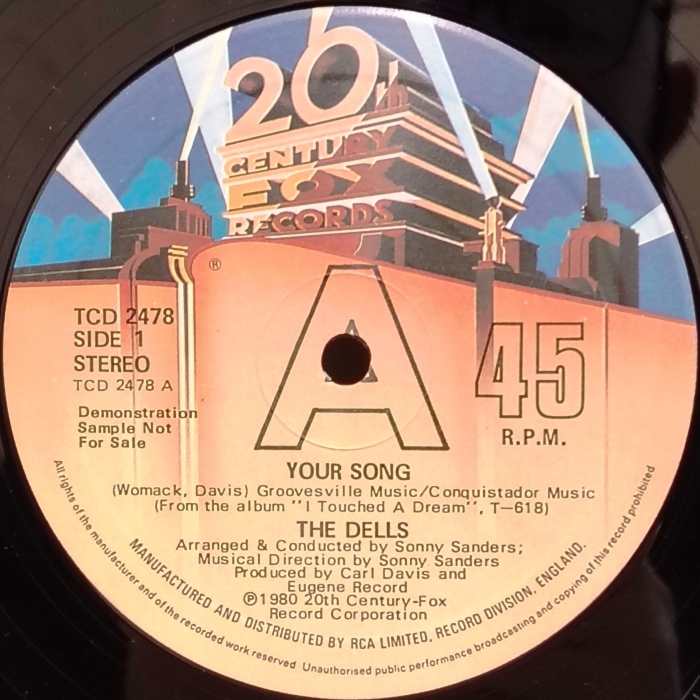 20th
CENTURY
FOX
RECORDS
®
TCD 2478
SIDE 1
STEREO
TCD 2478 A
Demonstration
Sample Not
For Sale
A
45
R.P.M.
YOUR SONG
(Womack, Davis) Groovesville Music/Conquistador Music
(From the album "I Touched A Dream", T—618)
THE DELLS
Arranged & Conducted by Sonny Sanders;
Musical Direction by Sonny Sanders
Produced by Carl Davis and
Eugene Record
℗1980 20th Century-Fox
Record Corporation
MANUFACTURED AND DISTRIBUTED BY RCA LIMITED. RECORD DIVISION. ENGLAND.
All rights of the manufacturer and of the recorded work reserved Unauthorised public performance broadcasting and copying of this record prohibited